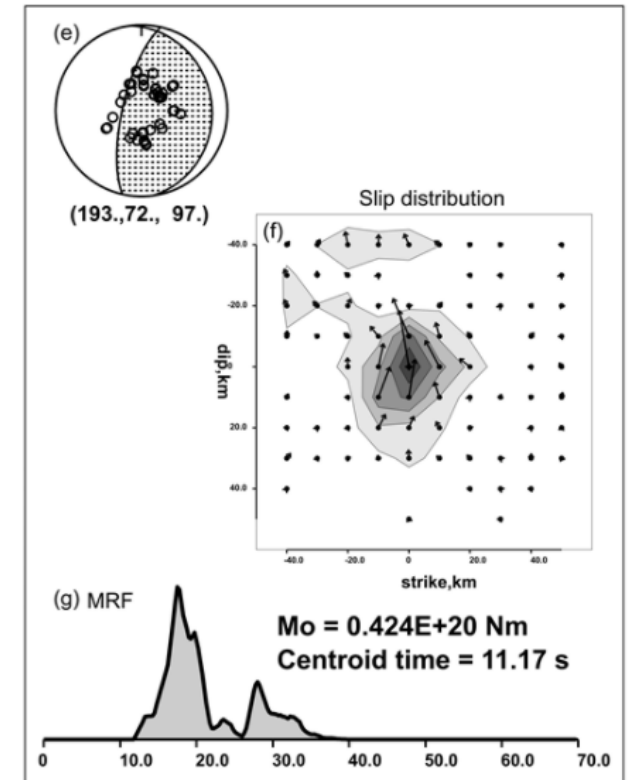 (e)
(193.,72., 97.)
Slip distribution
(f)
-40.0
-20.0
dip,km
0
20.0
40.0
-40.0
-20.0
0
20.0
40.0
strike,km
(g) MRF
Mo = 0.424E+20 Nm
Centroid time = 11.17 s
0
10.0
20.0
30.0
40.0
50.0
60.0
70.0